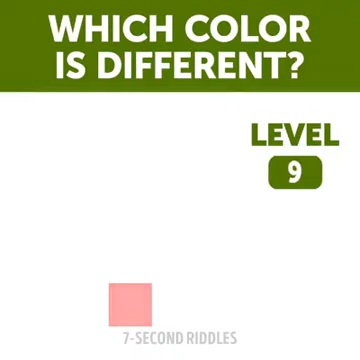 WHICH COLOR
IS DIFFERENT?
LEVEL
9
7-SECOND RIDDLES